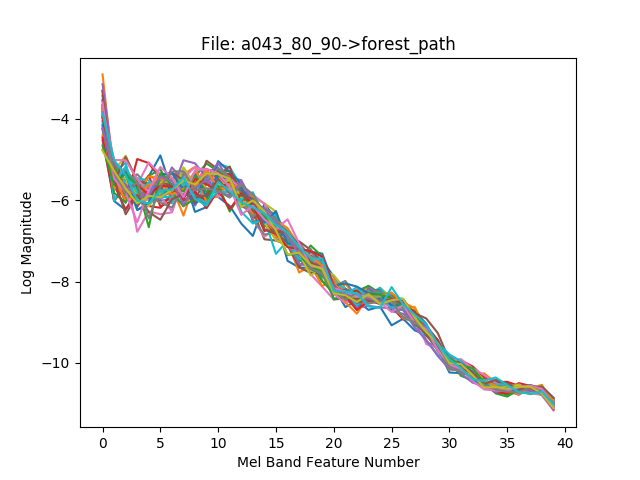 File: a043_80_90->forest_path
−4
−6
−8
−10
Log Magnitude
0 5 10 15 20 25 30 35 40
Mel Band Feature Number